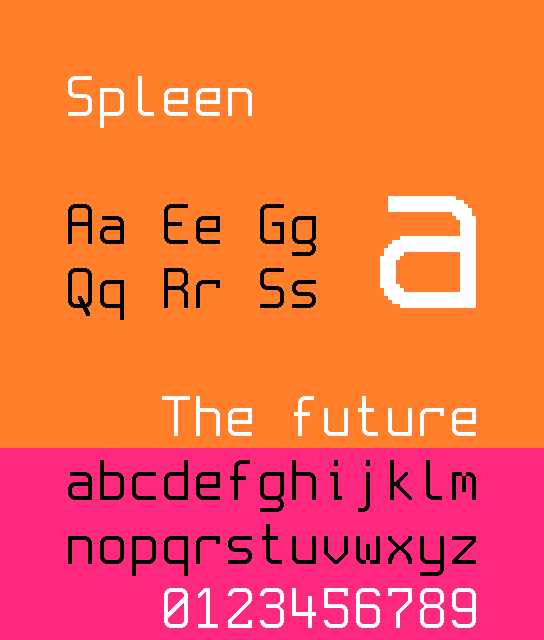 Spleen
Aa Ee Gg
Qq Rr Ss
a
The future
abcdefghijklm
nopqrstuvwxyz
0123456789